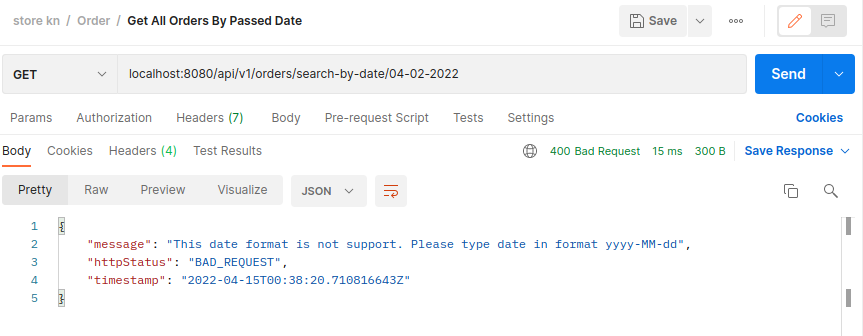 store kn / Order / Get All Orders By Passed Date
Save
GET
localhost:8080/api/v1/orders/search-by-date/04-02-2022
Send
Params Authorization Headers (7) Body Pre-request Script Tests Settings Cookies
Body Cookies Headers (4) Test Results 400 Bad Request 15 ms 300 B Save Response
Pretty Raw Preview Visualize JSON
1 {
2 "message": "This date format is not support. Please type date in format yyyy-MM-dd",
3 "httpStatus": "BAD_REQUEST",
4 "timestamp": "2022-04-15T00:38:20.710816643Z"
5 }